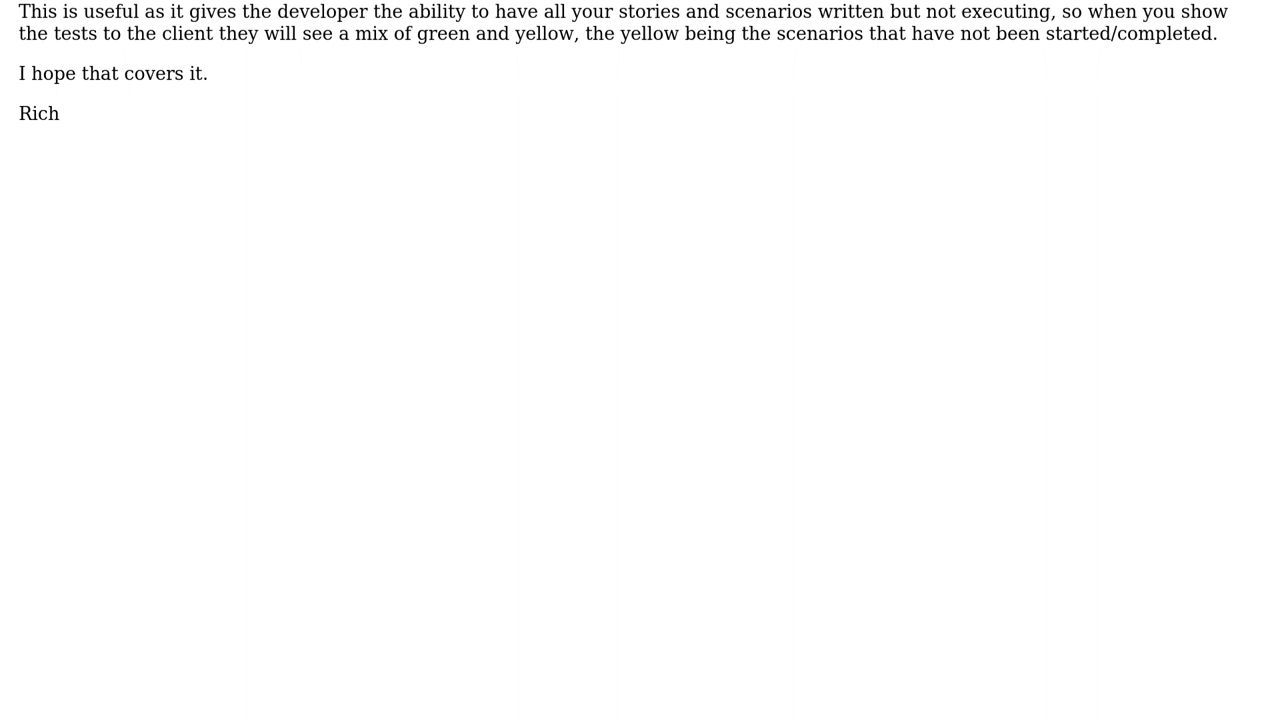 This is useful as it gives the developer the ability to have all your stories and scenarios written but not executing, so when you show
the tests to the client they will see a mix of green and yellow, the yellow being the scenarios that have not been started/completed.
I hope that covers it.
Rich